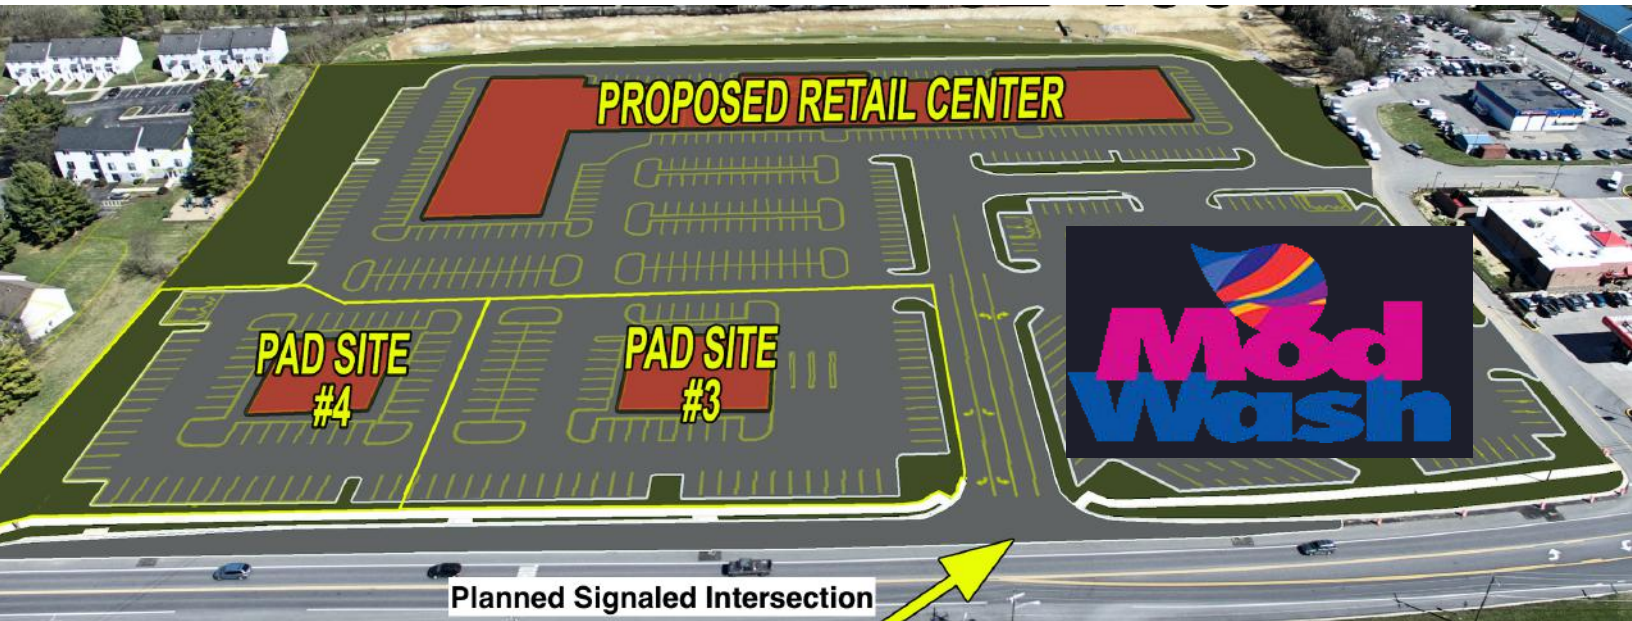 PROPOSED RETAIL CENTER
PAD SITE
#4
PAD SITE
#3
Mod
Wash
Planned Signaled Intersection